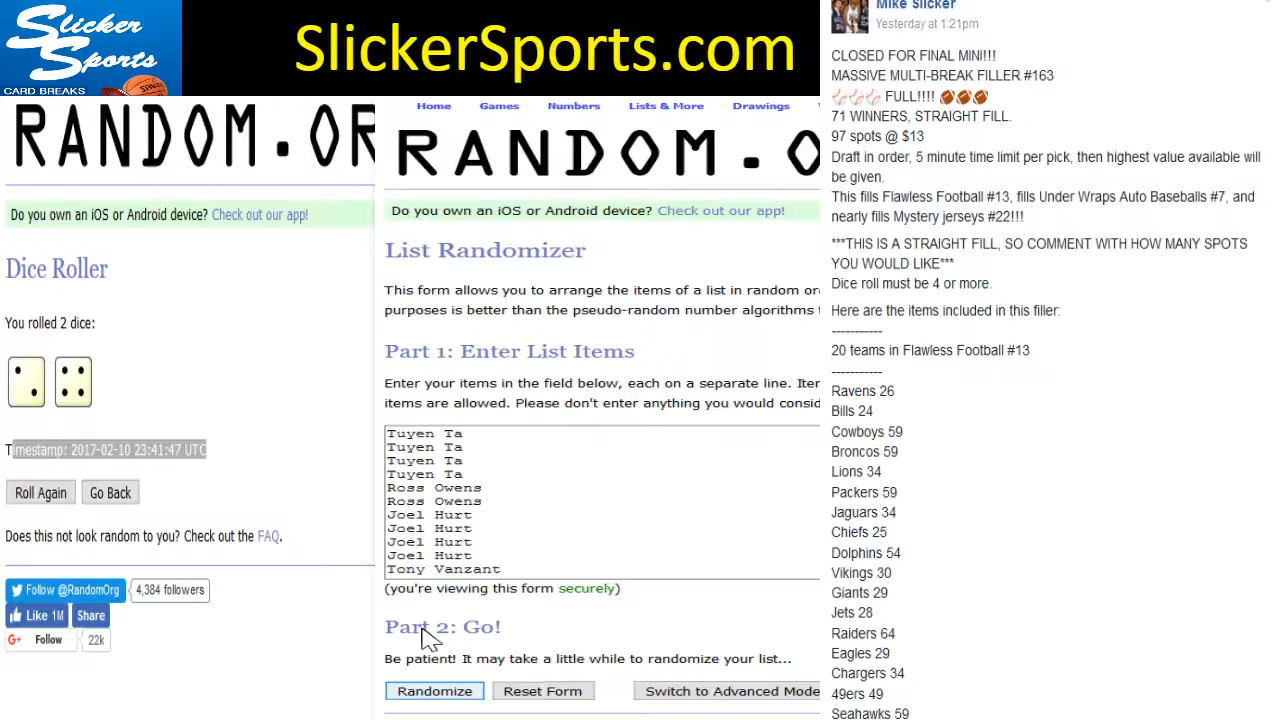 Slicker
Sports
CARD BREAKS
SlickerSports.com
RANDOM.OR
Do you own an iOS or Android device? Check out our app!
Dice Roller
You rolled 2 dice:
Timestamp: 2017-02-10 23:41:47 UTC
Roll Again Go Back
Does this not look random to you? Check out the FAQ.
Follow @RandomOrg 4,384 followers
Like 1M Share
G+ Follow 22k
Home Games Numbers Lists & More Drawings
RANDOM.O
Do you own an iOS or Android device? Check out our app!
List Randomizer
This form allows you to arrange the items of a list in random or
purposes is better than the pseudo-random number algorithms
Part 1: Enter List Items
Enter your items in the field below, each on a separate line. Iter
items are allowed. Please don't enter anything you would consid
Tuyen Ta
Tuyen Ta
Tuyen Ta
Tuyen Ta
Ross Owens
Ross Owens
Joel Hurt
Joel Hurt
Joel Hurt
Joel Hurt
Tony Vanzant
(you're viewing this form securely)
Part 2: Go!
Be patient! It may take a little while to randomize your list...
Randomize Reset Form Switch to Advanced Mode
Mike Slicker
Yesterday at 1:21pm
CLOSED FOR FINAL MINI!!!
MASSIVE MULTI-BREAK FILLER #163
⚾⚾⚾ FULL!!!! 🏈🏈🏈
71 WINNERS, STRAIGHT FILL.
97 spots @ $13
Draft in order, 5 minute time limit per pick, then highest value available will
be given.
This fills Flawless Football #13, fills Under Wraps Auto Baseballs #7, and
nearly fills Mystery jerseys #22!!!
***THIS IS A STRAIGHT FILL, SO COMMENT WITH HOW MANY SPOTS
YOU WOULD LIKE***
Dice roll must be 4 or more.
Here are the items included in this filler:
-----------
20 teams in Flawless Football #13
-----------
Ravens 26
Bills 24
Cowboys 59
Broncos 59
Lions 34
Packers 59
Jaguars 34
Chiefs 25
Dolphins 54
Vikings 30
Giants 29
Jets 28
Raiders 64
Eagles 29
Chargers 34
49ers 49
Seahawks 59